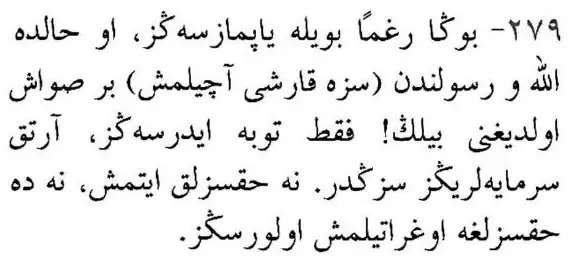 ٢٧٩- بوڭا رغمًا بويله ياپمازسه‌ڭز، او حالده
الله و رسولندن (سزه قارشى آچيلمش) بر صواش
اولديغنى بيلڭ! فقط توبه ايدرسه‌ڭز، آرتق
سرمايه‌لريڭز سزڭدر. نه حقسزلق ايتمش، نه ده
حقسزلغه اوغراتيلمش اولورسڭز.